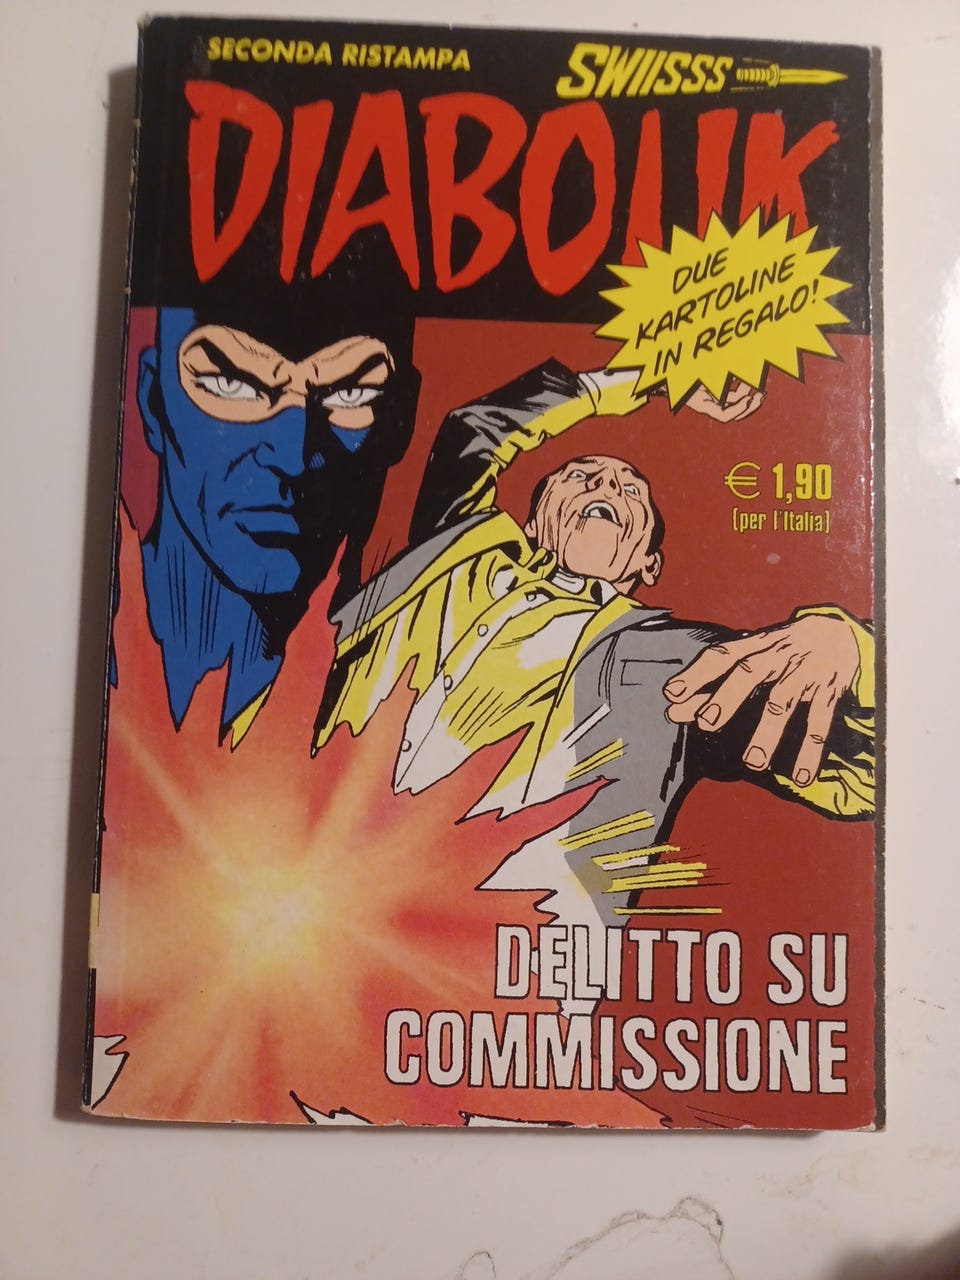 SECONDA RISTAMPA
SWIISSS
DIABOLIK
DUE
KARTOLINE
IN REGALO!
€ 1,90
(per l'Italia)
DELITTO SU
COMMISSIONE